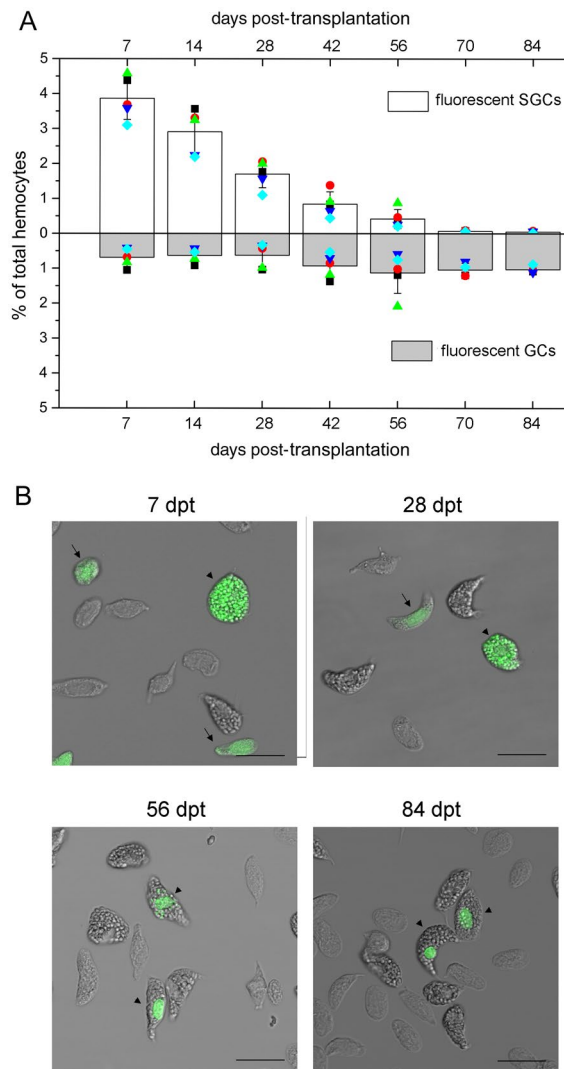 A
days post-transplantation
7 14 28 42 56 70 84
5
4
3
2
1
0
1
2
3
4
5
% of total hemocytes
fluorescent SGCs
fluorescent GCs
7 14 28 42 56 70 84
days post-transplantation
B
7 dpt
28 dpt
56 dpt
84 dpt